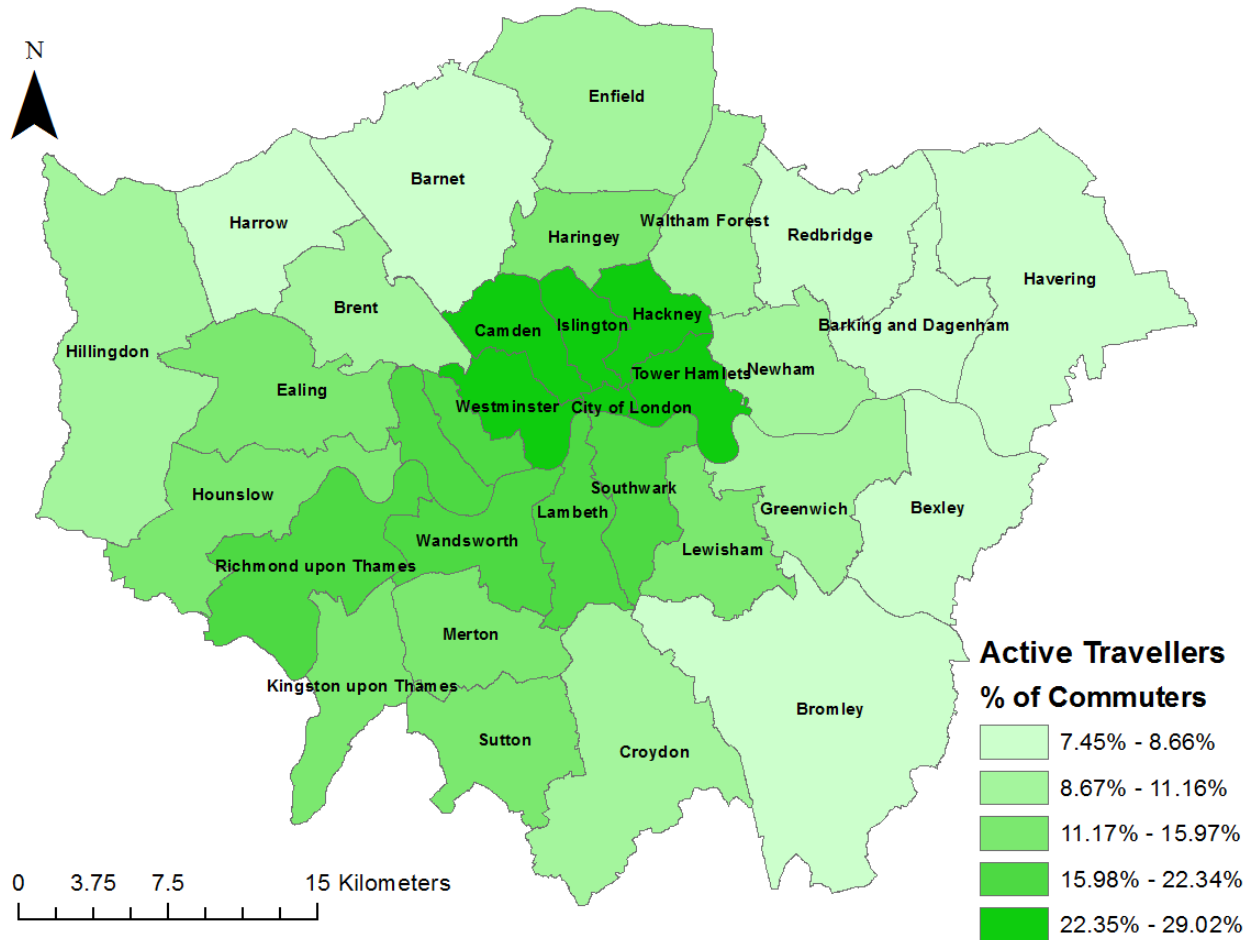 N
Enfield
Barnet
Harrow
Haringey
Waltham Forest
Redbridge
Havering
Brent
Hillingdon
Camden
Islington
Hackney
Barking and Dagenham
Ealing
Westminster
Tower Hamlets
Newham
City of London
Hounslow
Southwark
Lambeth
Greenwich
Bexley
Wandsworth
Lewisham
Richmond upon Thames
Merton
Kingston upon Thames
Sutton
Croydon
Bromley
Active Travellers
% of Commuters
7.45% - 8.66%
8.67% - 11.16%
11.17% - 15.97%
15.98% - 22.34%
22.35% - 29.02%
0 3.75 7.5 15 Kilometers